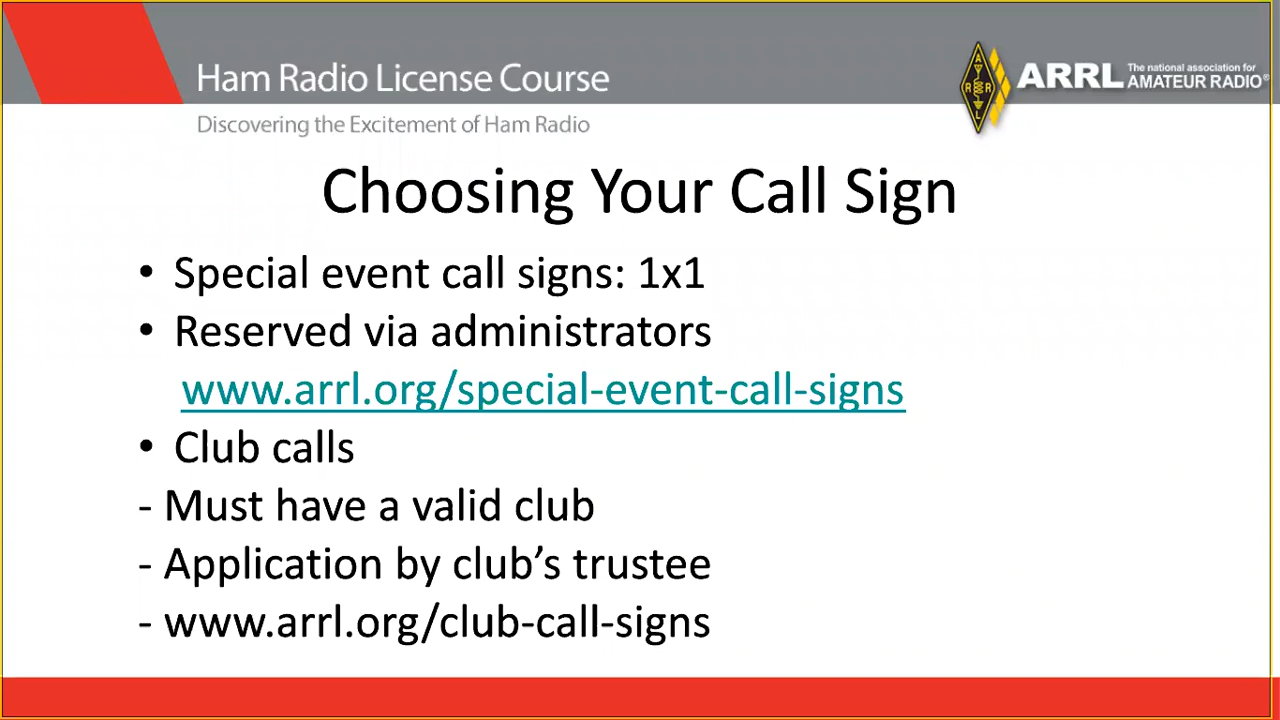 Ham Radio License Course
Discovering the Excitement of Ham Radio
ARRL The national association for
AMATEUR RADIO®
Choosing Your Call Sign
• Special event call signs: 1x1
• Reserved via administrators
www.arrl.org/special-event-call-signs
• Club calls
- Must have a valid club
- Application by club’s trustee
- www.arrl.org/club-call-signs